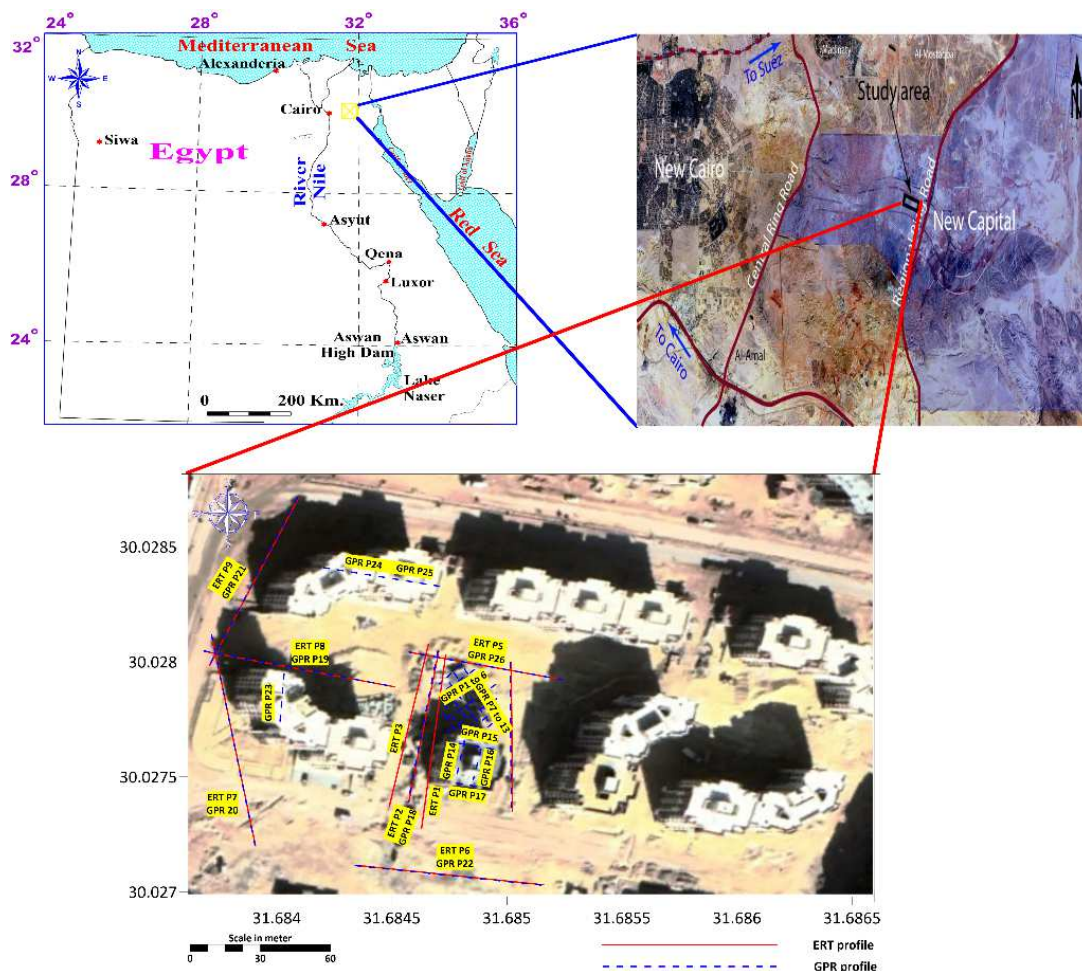 24° 28° 32° 36°
32°
Mediterranean Sea
Alexanderia
N
W E
S
Cairo
Siwa
Egypt
River
Nile
28°
Red Sea
Asyut
Qena
Luxor
24°
Aswan
High Dam
Aswan
Lake
Naser
0 200 Km.
To Suez
Study area
New Cairo
Central Ring Road
Regional Ring Road
New Capital
To Cairo
Al-Amal
30.0285
30.028
30.0275
30.027
ERT P9
GPR P21
GPR P24 GPR P25
ERT P8
GPR P19
ERT P5
GPR P26
GPR P23
GPR P1 to 6
GPR P7 to 13
ERT P3
GPR P15
GPR P14
GPR P16
ERT P1
GPR P17
ERT P2
GPR P18
ERT P7
GPR 20
ERT P6
GPR P22
31.684 31.6845 31.685 31.6855 31.686 31.6865
Scale in meter
0 30 60
ERT profile
GPR profile